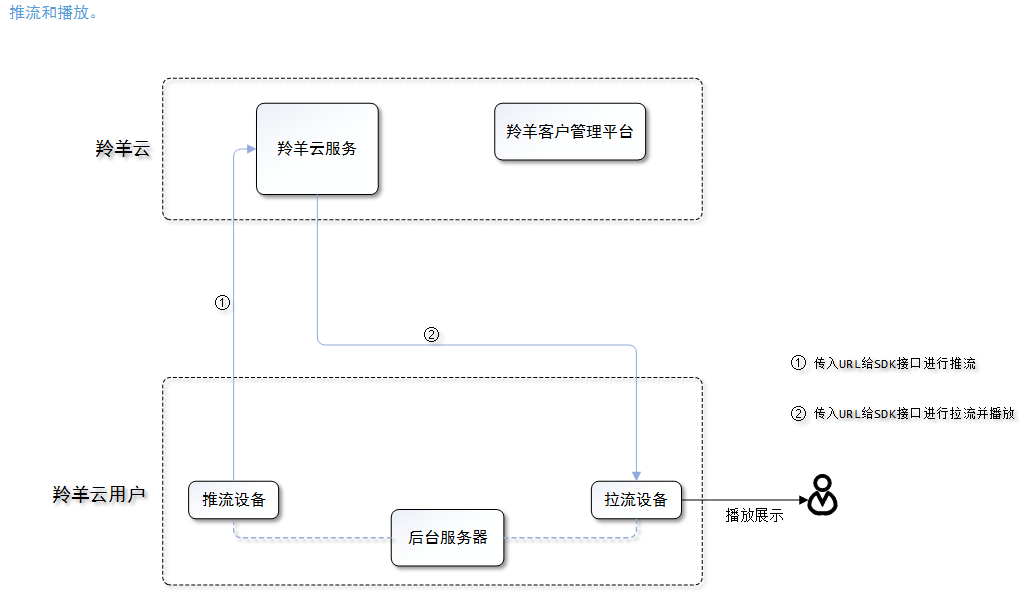 推流和播放。
羚羊云
羚羊云服务
羚羊客户管理平台
①
②
① 传入URL给SDK接口进行推流
② 传入URL给SDK接口进行拉流并播放
羚羊云用户
推流设备
拉流设备
播放展示
后台服务器